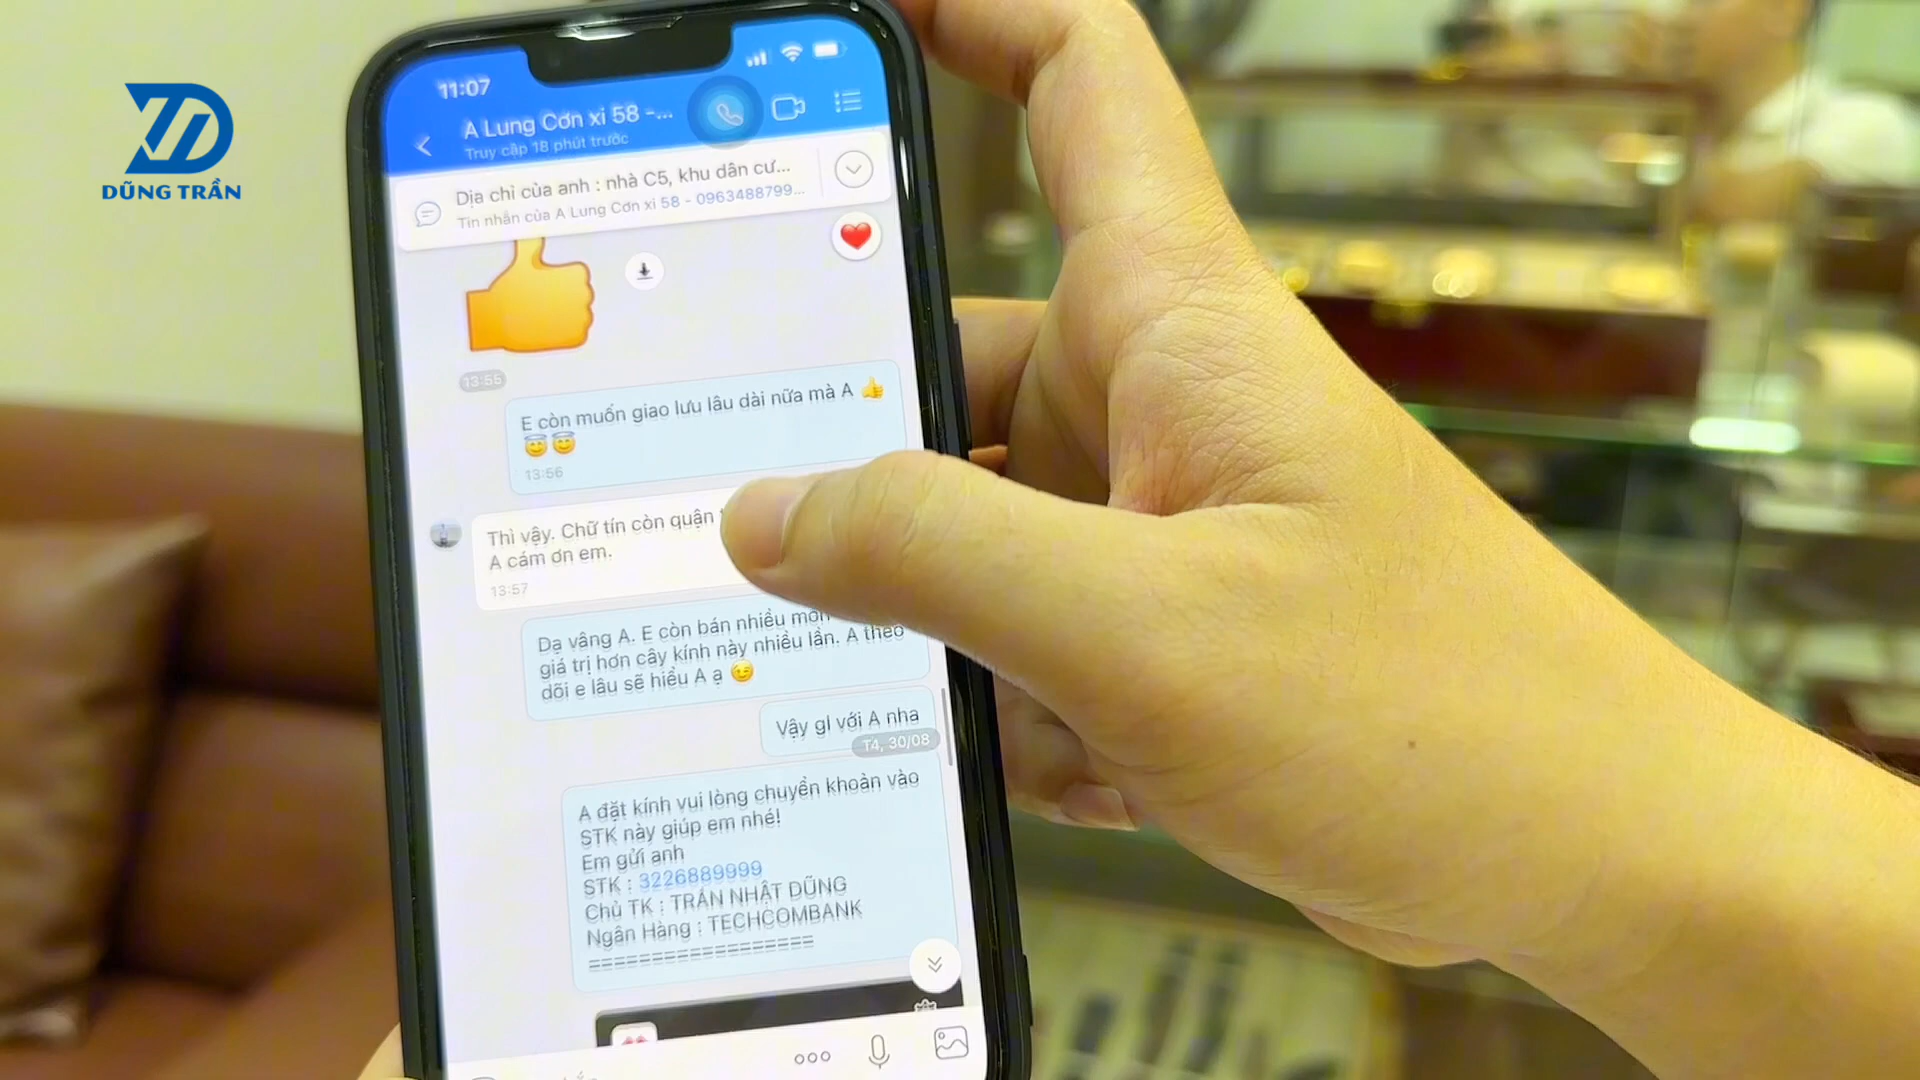 DŨNG TRẦN
11:07
A Lung Cơn xi 58 -...
Truy cập 18 phút trước
Địa chỉ của anh : nhà C5, khu dân cư...
Tin nhắn của A Lung Cơn xi 58 - 0963488799...
13:55
E còn muốn giao lưu lâu dài nữa mà A 👍
😇😇
13:56
Thì vậy. Chữ tín còn quận
A cám ơn em.
13:57
Dạ vâng A. E còn bán nhiều
giá trị hơn cây kính này nhiều lần. A theo
dõi e lâu sẽ hiểu A ạ 😉
Vậy gl với A nha
T4, 30/08
A đặt kính vui lòng chuyển khoản vào
STK này giúp em nhé!
Em gửi anh
STK : 3226889999
Chủ TK : TRẦN NHẬT DŨNG
Ngân Hàng : TECHCOMBANK
==================